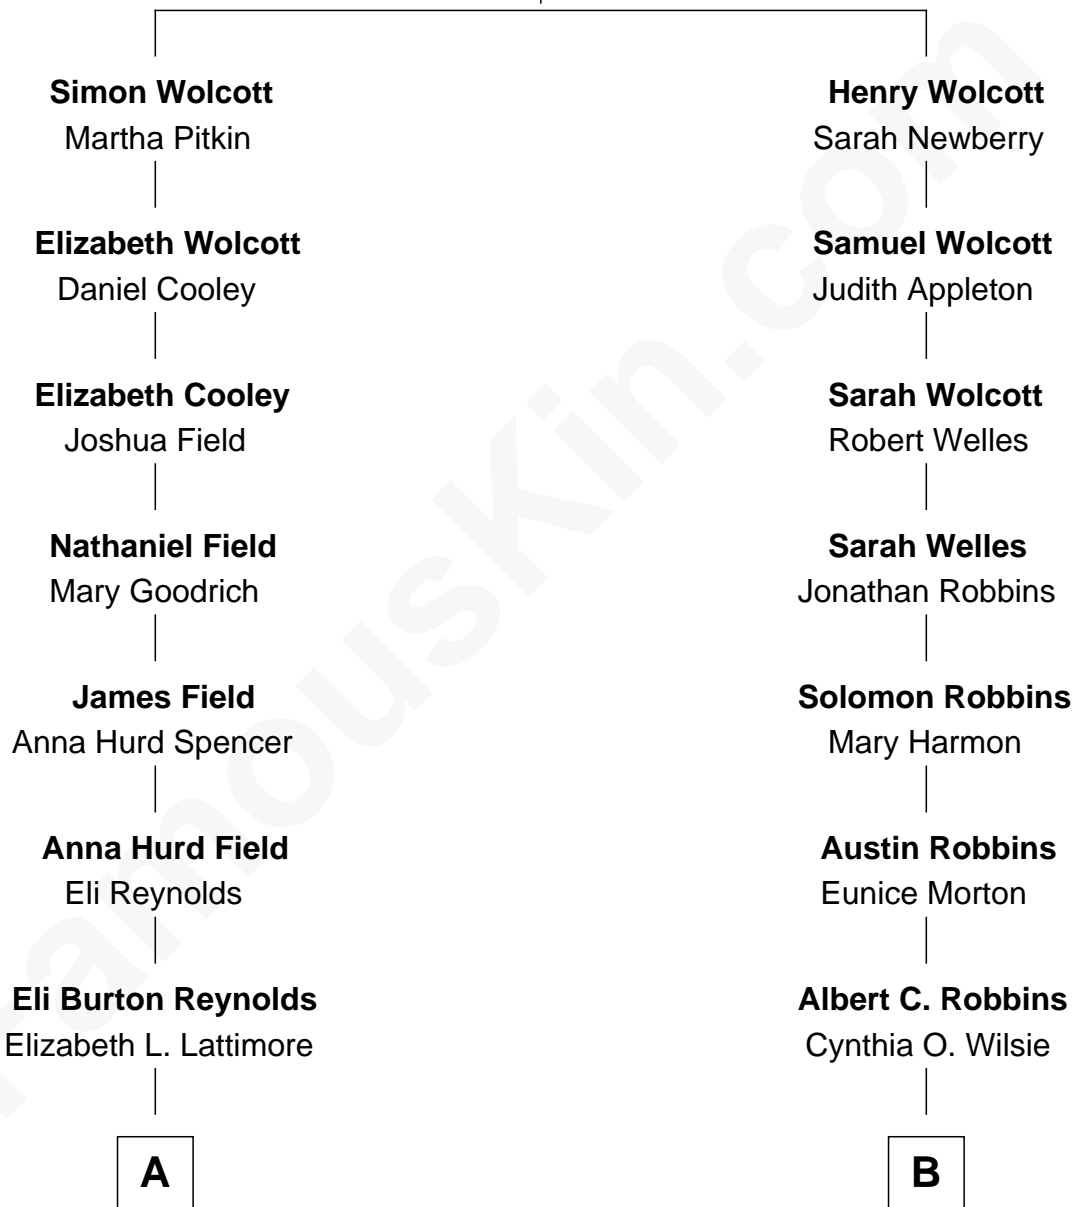 Simon Wolcott
Martha Pitkin
Elizabeth Wolcott
Daniel Cooley
Elizabeth Cooley
Joshua Field
Nathaniel Field
Mary Goodrich
James Field
Anna Hurd Spencer
Anna Hurd Field
Eli Reynolds
Eli Burton Reynolds
Elizabeth L. Lattimore
A
Henry Wolcott
Sarah Newberry
Samuel Wolcott
Judith Appleton
Sarah Wolcott
Robert Welles
Sarah Welles
Jonathan Robbins
Solomon Robbins
Mary Harmon
Austin Robbins
Eunice Morton
Albert C. Robbins
Cynthia O. Wilsie
B
FamousKin.com